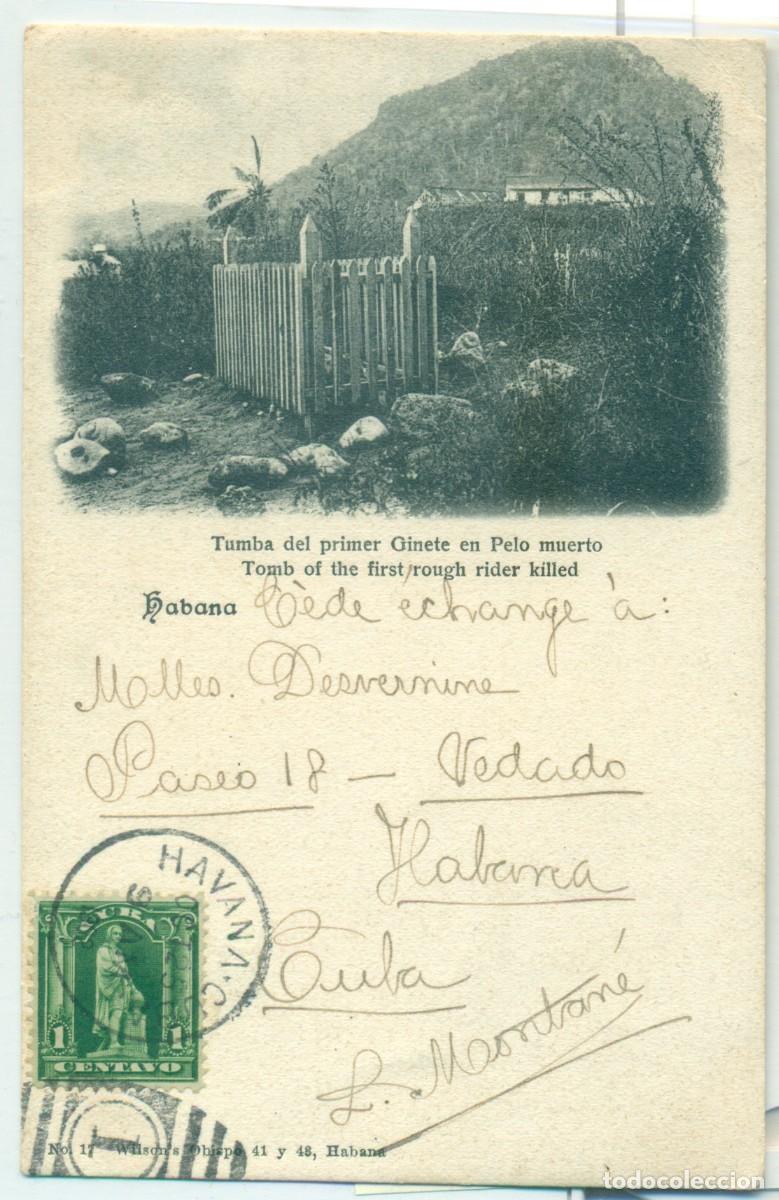 Tumba del primer Ginete en Pelo muerto
Tomb of the first rough rider killed
Habana Cède échange à:
Melles. Desvernine
Paseo 18 - Vedado
Habana
Cuba
L. Montané
HAVANA. CU
CUBA
1 1
CENTAVO
1
No. 17 Wilson's Obispo 41 y 43, Habana
todocoleccion